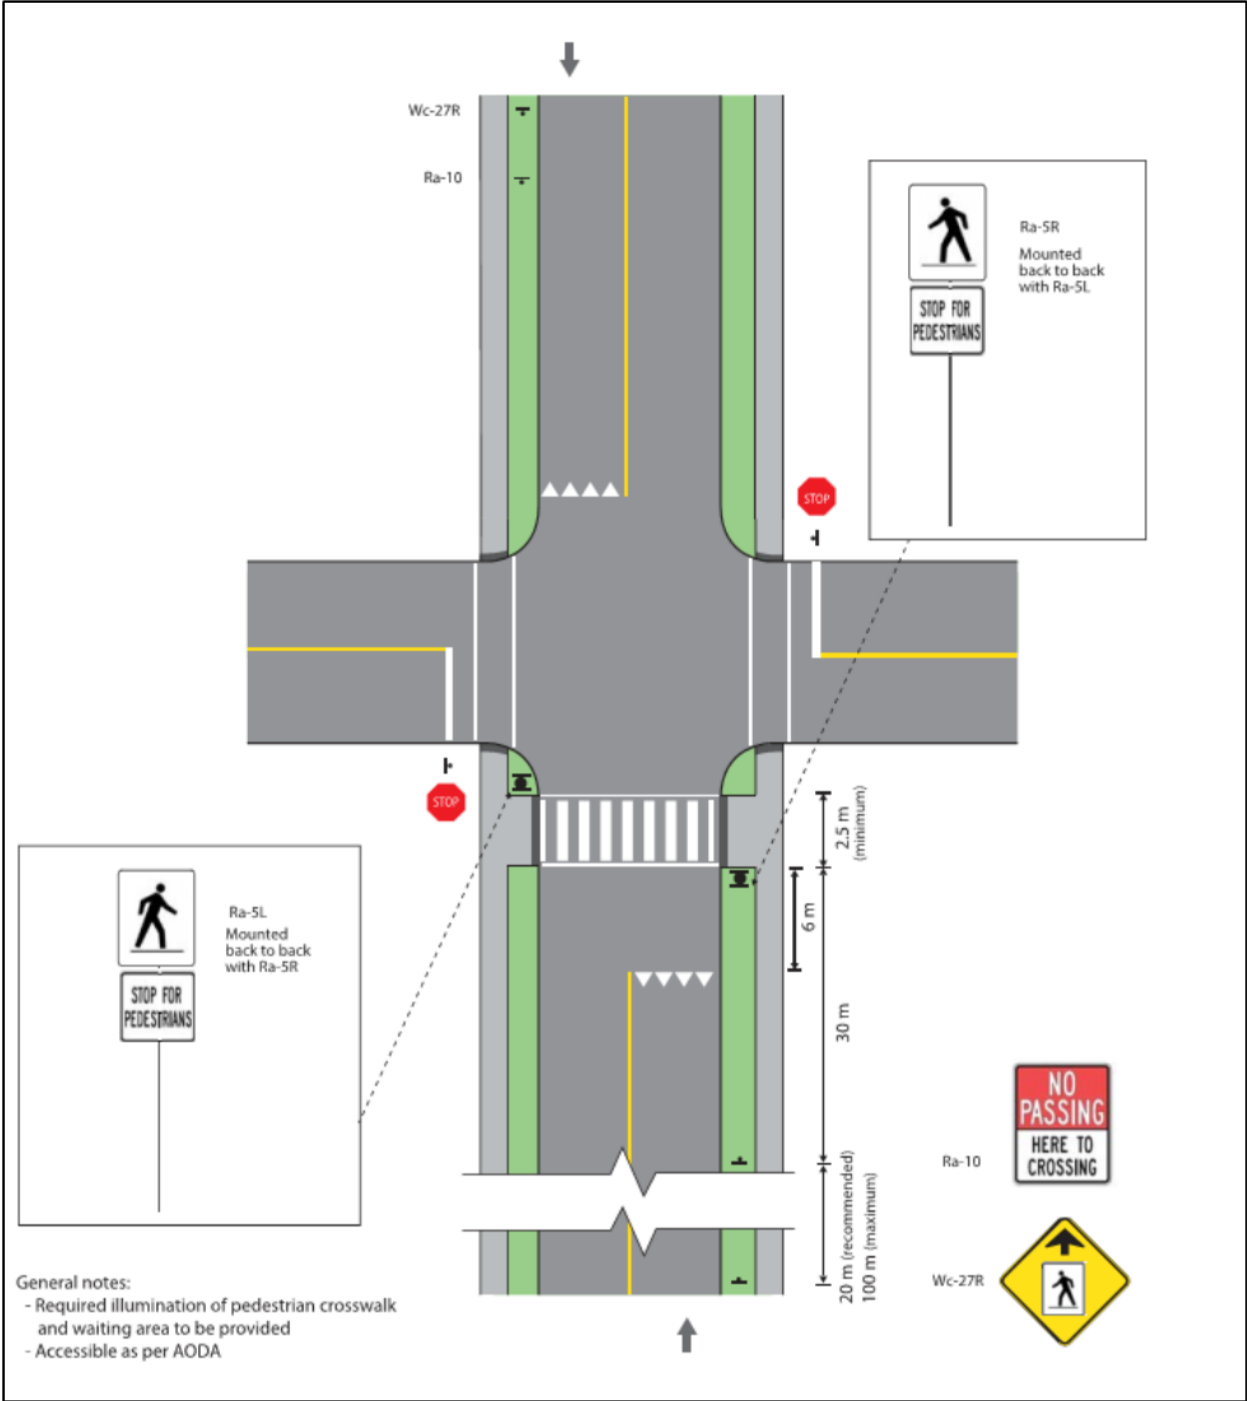 Wc-27R
Ra-10
Ra-5R
Mounted
back to back
with Ra-5L
STOP FOR
PEDESTRIANS
STOP
STOP
2.5 m
(minimum)
6 m
30 m
20 m (recommended)
100 m (maximum)
Ra-5L
Mounted
back to back
with Ra-5R
STOP FOR
PEDESTRIANS
NO
PASSING
HERE TO
CROSSING
Ra-10
Wc-27R
General notes:
- Required illumination of pedestrian crosswalk
and waiting area to be provided
- Accessible as per AODA